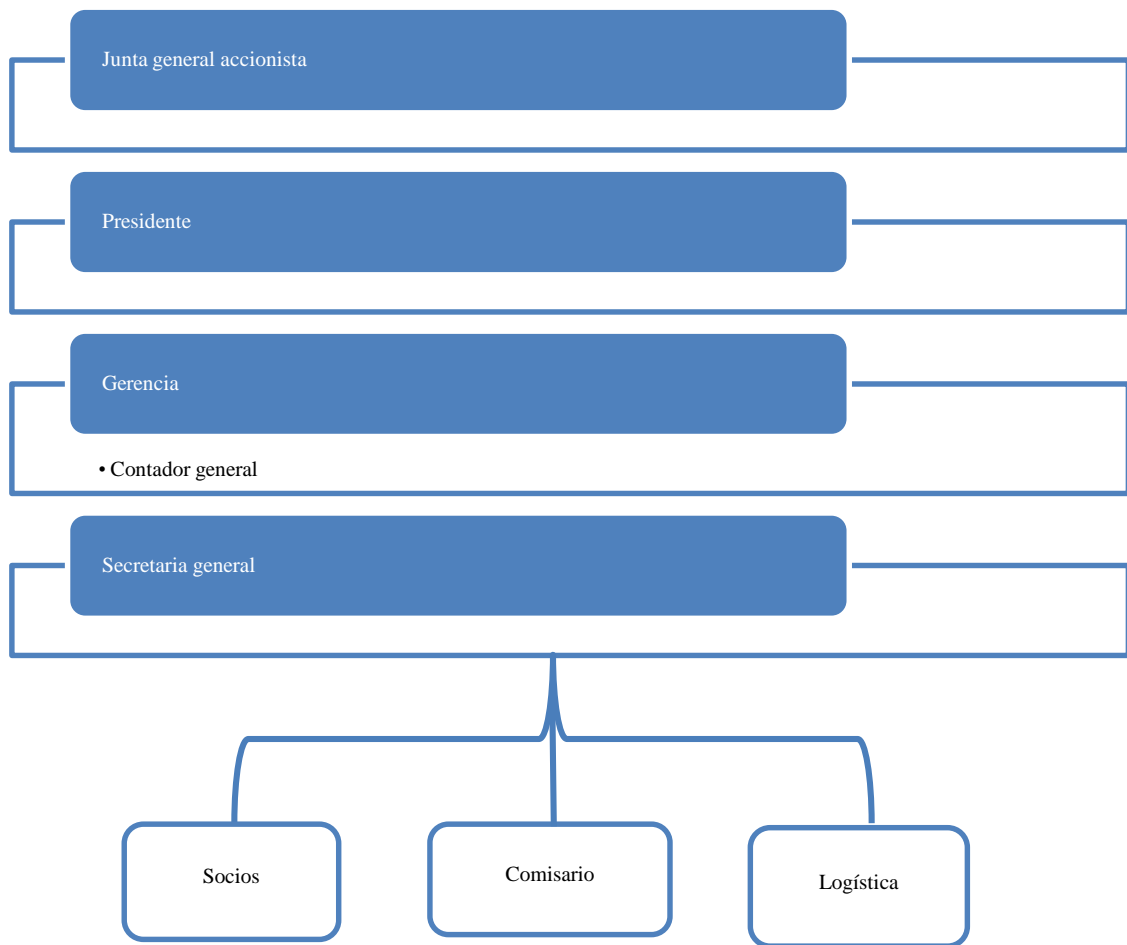 Junta general accionista
Presidente
Gerencia
• Contador general
Secretaria general
Socios
Comisario
Logística